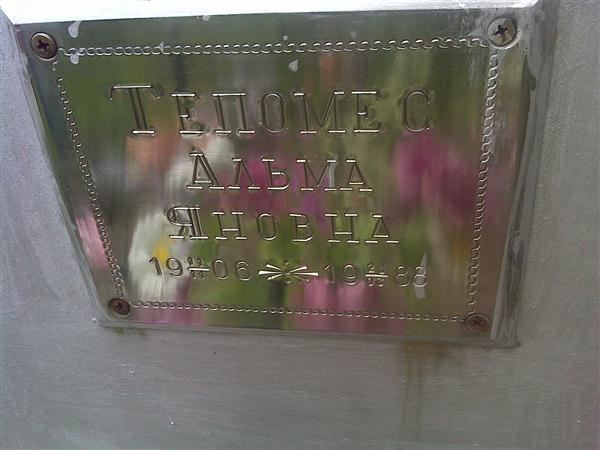 Тепомес
Альма
Яновна
1906 1988